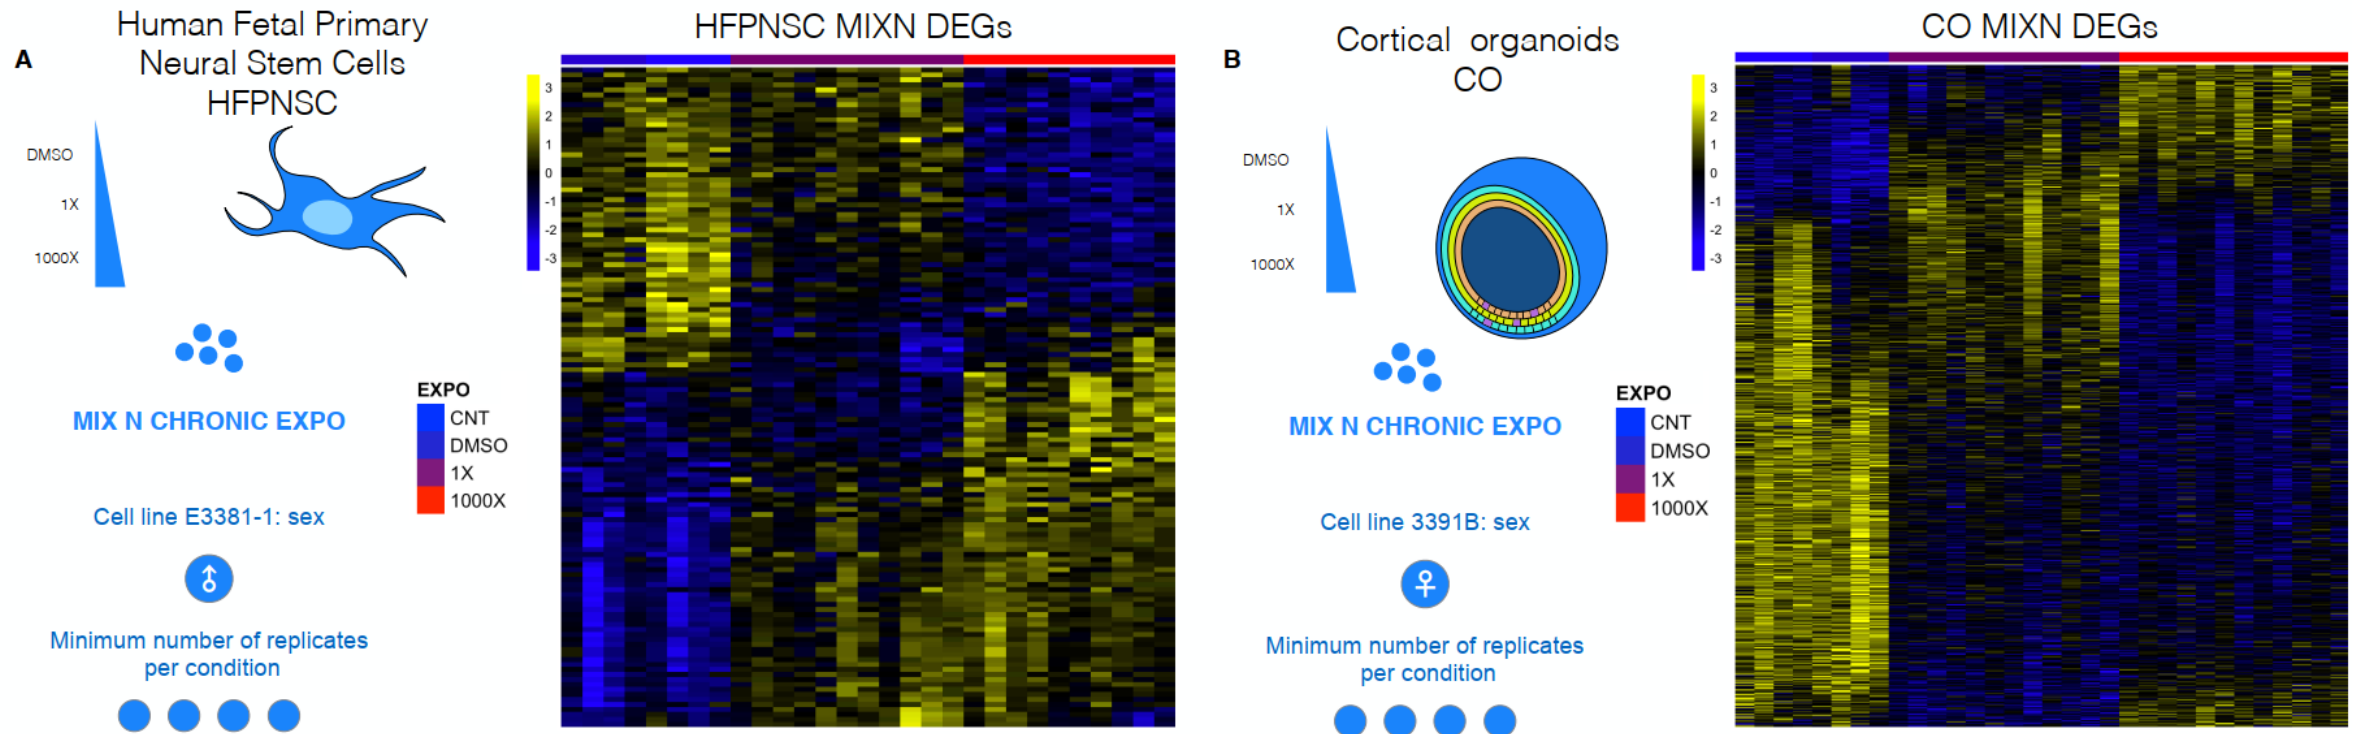 A
Human Fetal Primary
Neural Stem Cells
HFPNSC
DMSO
1X
1000X
MIX N CHRONIC EXPO
Cell line E3381-1: sex
Minimum number of replicates
per condition
HFPNSC MIXN DEGs
3
2
1
0
-1
-2
-3
EXPO
CNT
DMSO
1X
1000X
B
Cortical organoids
CO
DMSO
1X
1000X
MIX N CHRONIC EXPO
Cell line 3391B: sex
Minimum number of replicates
per condition
CO MIXN DEGs
3
2
1
0
-1
-2
-3
EXPO
CNT
DMSO
1X
1000X